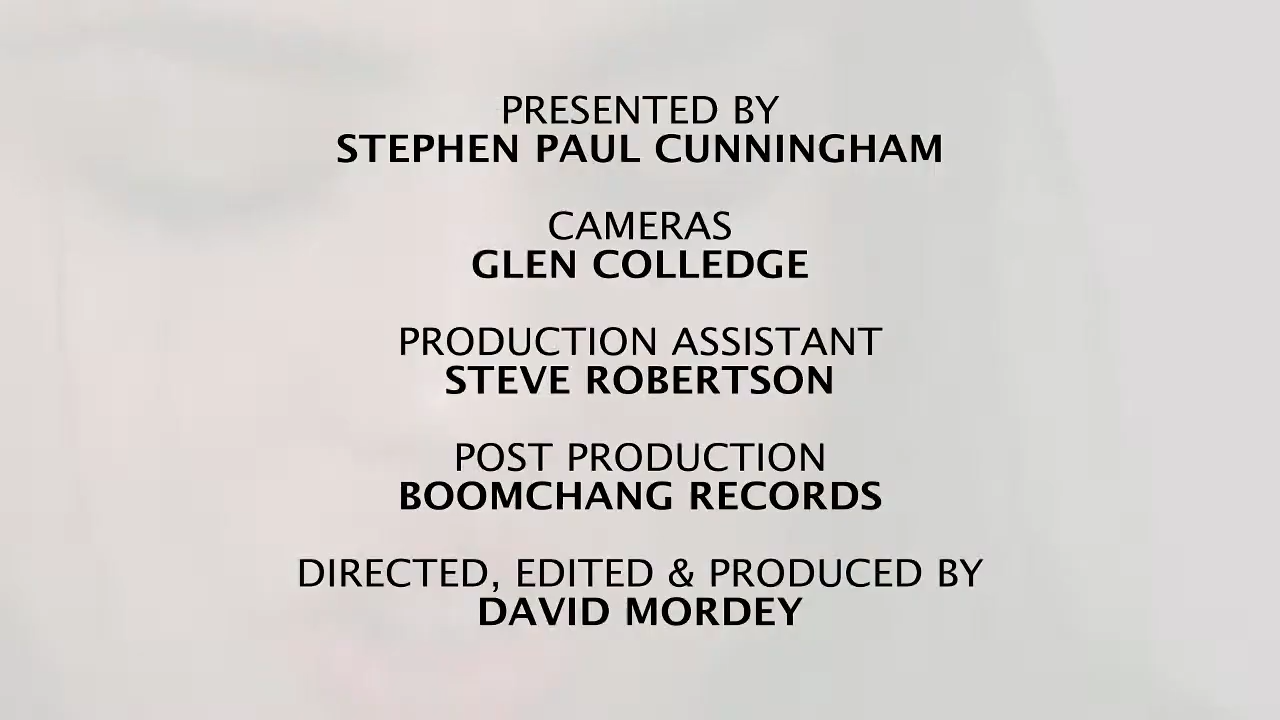 PRESENTED BY
STEPHEN PAUL CUNNINGHAM
CAMERAS
GLEN COLLEDGE
PRODUCTION ASSISTANT
STEVE ROBERTSON
POST PRODUCTION
BOOMCHANG RECORDS
DIRECTED, EDITED & PRODUCED BY
DAVID MORDEY